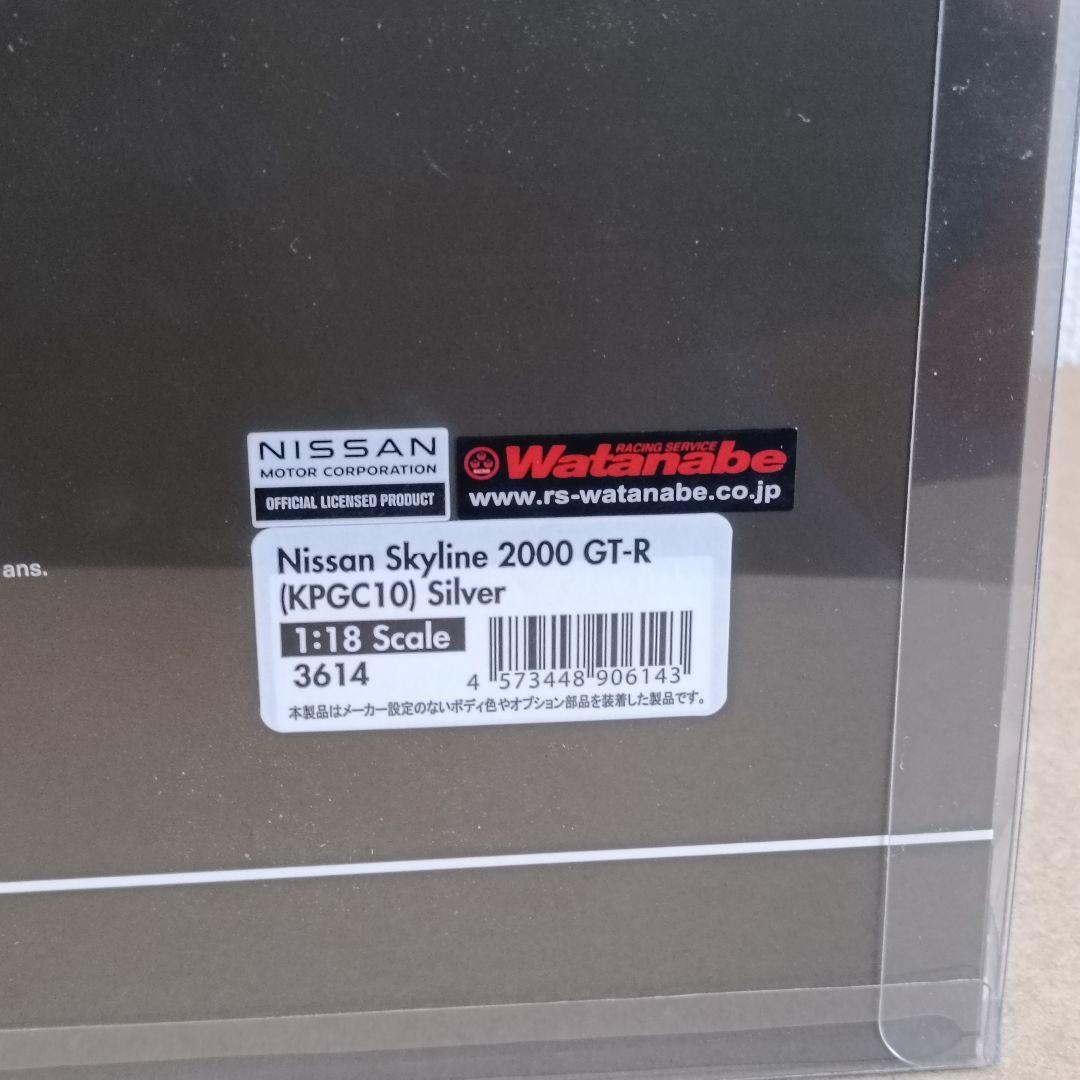 NISSAN
MOTOR CORPORATION
OFFICIAL LICENSED PRODUCT
RACING SERVICE
Watanabe
www.rs-watanabe.co.jp
ans.
Nissan Skyline 2000 GT-R
(KPGC10) Silver
1:18 Scale
3614
4 573448 906143
本製品はメーカー設定のないボディ色やオプション部品を装着した製品です。